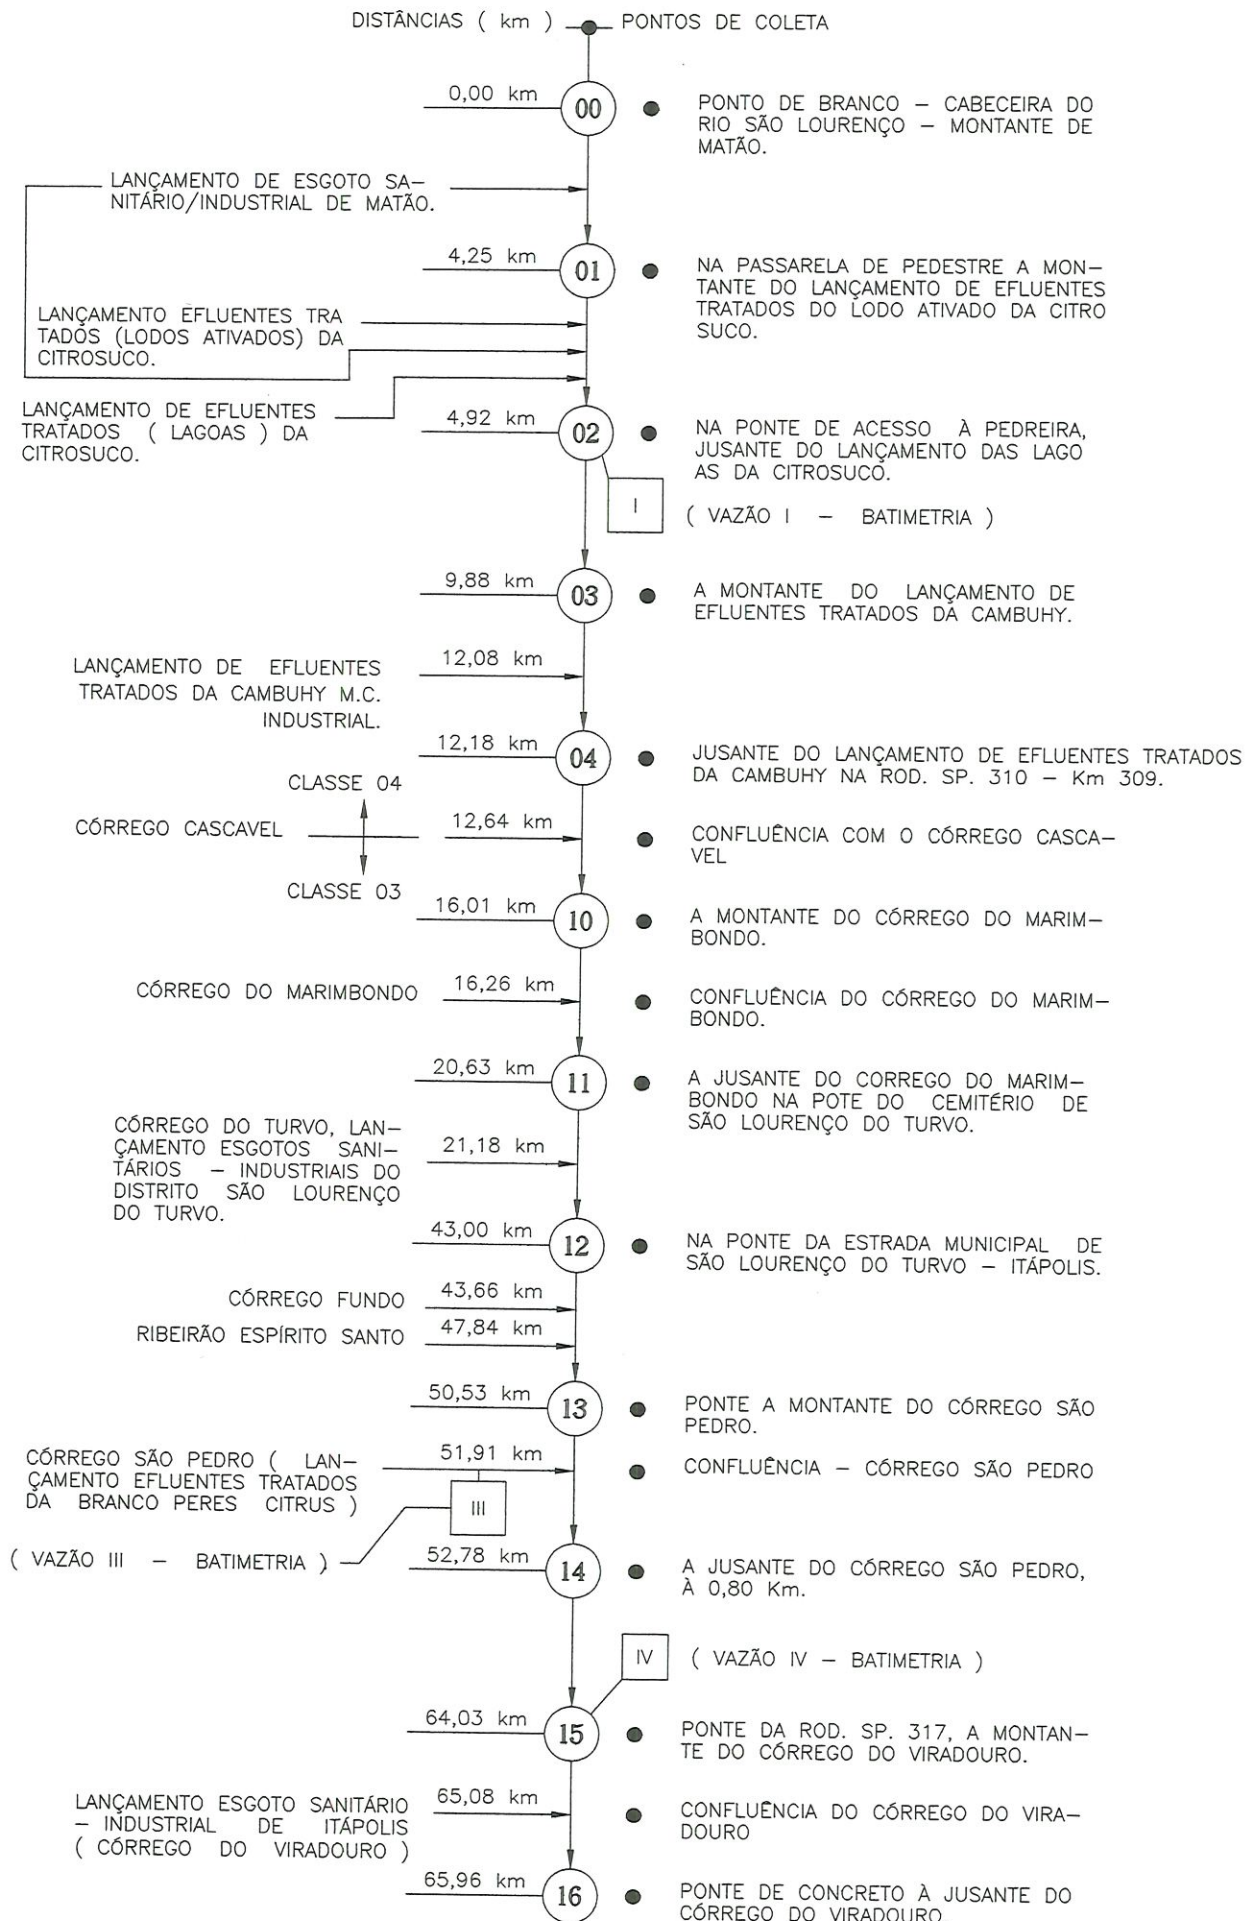 DISTÂNCIAS ( km )
PONTOS DE COLETA
0,00 km
00
PONTO DE BRANCO – CABECEIRA DO
RIO SÃO LOURENÇO – MONTANTE DE
MATÃO.
LANÇAMENTO DE ESGOTO SA–
NITÁRIO/INDUSTRIAL DE MATÃO.
4,25 km
01
NA PASSARELA DE PEDESTRE A MON–
TANTE DO LANÇAMENTO DE EFLUENTES
TRATADOS DO LODO ATIVADO DA CITRO
SUCO.
LANÇAMENTO EFLUENTES TRA
TADOS (LODOS ATIVADOS) DA
CITROSUCO.
LANÇAMENTO DE EFLUENTES
TRATADOS ( LAGOAS ) DA
CITROSUCO.
4,92 km
02
NA PONTE DE ACESSO À PEDREIRA,
JUSANTE DO LANÇAMENTO DAS LAGO
AS DA CITROSUCO.
I
( VAZÃO I – BATIMETRIA )
9,88 km
03
A MONTANTE DO LANÇAMENTO DE
EFLUENTES TRATADOS DA CAMBUHY.
LANÇAMENTO DE EFLUENTES
TRATADOS DA CAMBUHY M.C.
INDUSTRIAL.
12,08 km
12,18 km
04
JUSANTE DO LANÇAMENTO DE EFLUENTES TRATADOS
DA CAMBUHY NA ROD. SP. 310 – Km 309.
CLASSE 04
CÓRREGO CASCAVEL
12,64 km
CONFLUÊNCIA COM O CÓRREGO CASCA–
VEL
CLASSE 03
16,01 km
10
A MONTANTE DO CÓRREGO DO MARIM–
BONDO.
CÓRREGO DO MARIMBONDO
16,26 km
CONFLUÊNCIA DO CÓRREGO DO MARIM–
BONDO.
20,63 km
11
A JUSANTE DO CORREGO DO MARIM–
BONDO NA POTE DO CEMITÉRIO DE
SÃO LOURENÇO DO TURVO.
CÓRREGO DO TURVO, LAN–
ÇAMENTO ESGOTOS SANI–
TÁRIOS – INDUSTRIAIS DO
DISTRITO SÃO LOURENÇO
DO TURVO.
21,18 km
43,00 km
12
NA PONTE DA ESTRADA MUNICIPAL DE
SÃO LOURENÇO DO TURVO – ITÁPOLIS.
CÓRREGO FUNDO
43,66 km
RIBEIRÃO ESPÍRITO SANTO
47,84 km
50,53 km
13
PONTE A MONTANTE DO CÓRREGO SÃO
PEDRO.
CÓRREGO SÃO PEDRO ( LAN–
ÇAMENTO EFLUENTES TRATADOS
DA BRANCO PERES CITRUS )
51,91 km
CONFLUÊNCIA – CÓRREGO SÃO PEDRO
III
( VAZÃO III – BATIMETRIA )
52,78 km
14
A JUSANTE DO CÓRREGO SÃO PEDRO,
À 0,80 Km.
IV
( VAZÃO IV – BATIMETRIA )
64,03 km
15
PONTE DA ROD. SP. 317, A MONTAN–
TE DO CÓRREGO DO VIRADOURO.
LANÇAMENTO ESGOTO SANITÁRIO
– INDUSTRIAL DE ITÁPOLIS
( CÓRREGO DO VIRADOURO )
65,08 km
CONFLUÊNCIA DO CÓRREGO DO VIRA–
DOURO
65,96 km
16
PONTE DE CONCRETO À JUSANTE DO
CÓRREGO DO VIRADOURO.